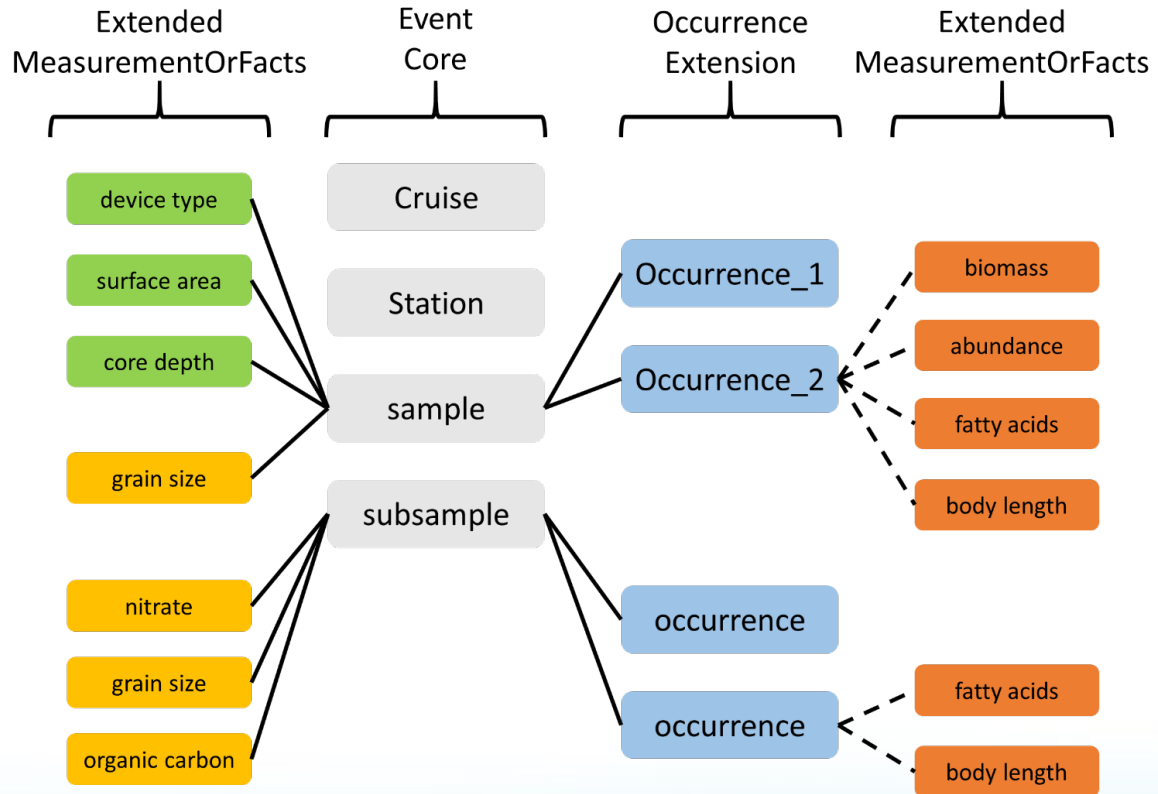 Extended
MeasurementOrFacts
Event
Core
Occurrence
Extension
Extended
MeasurementOrFacts
device type
surface area
core depth
grain size
nitrate
grain size
organic carbon
Cruise
Station
sample
subsample
Occurrence_1
Occurrence_2
occurrence
occurrence
biomass
abundance
fatty acids
body length
fatty acids
body length